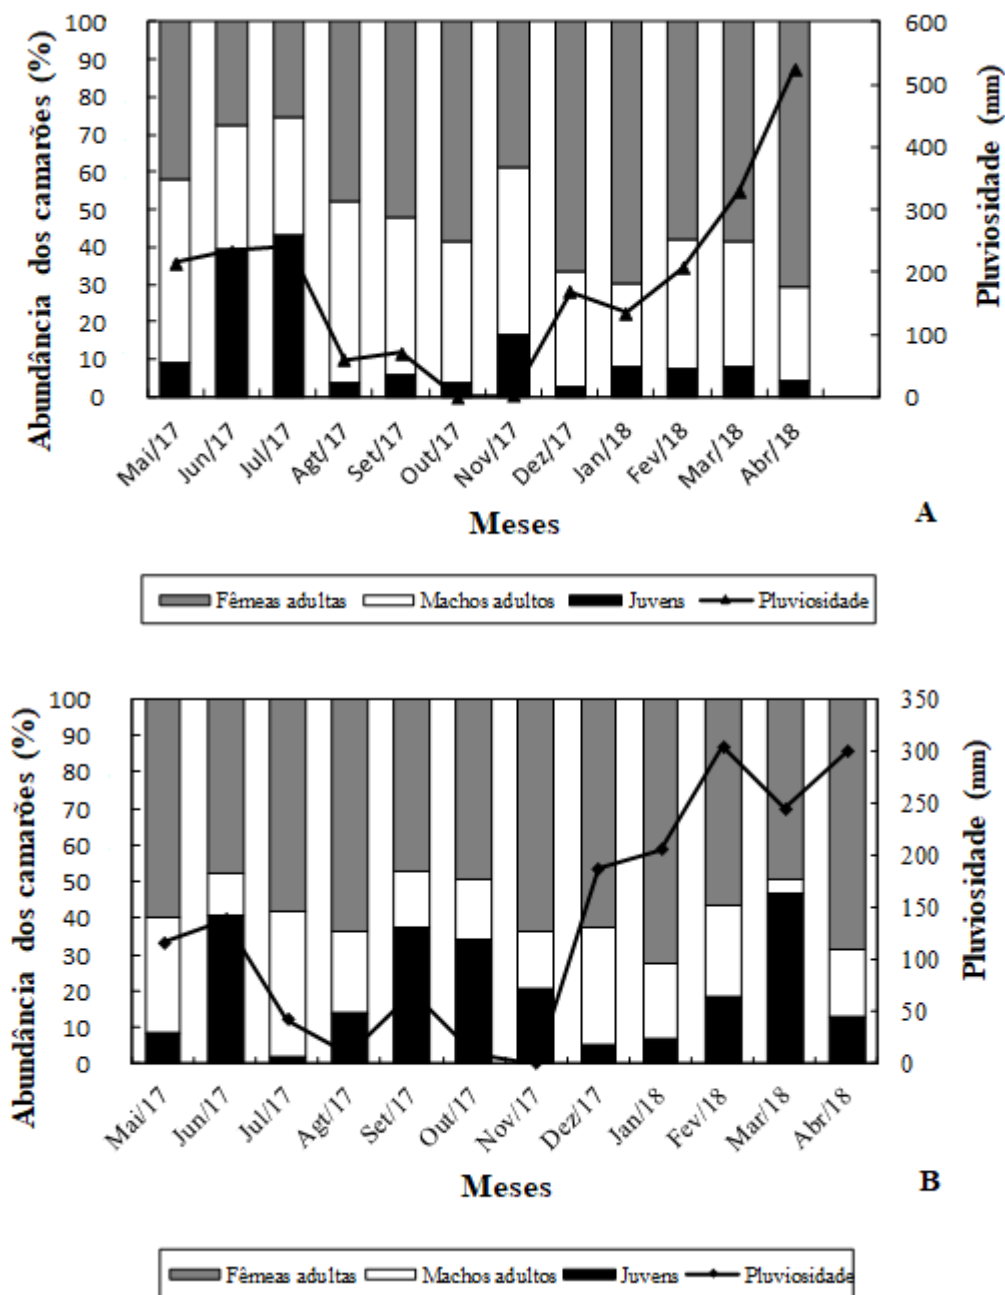 Abundância dos camarões (%)
100
90
80
70
60
50
40
30
20
10
0
600
500
400
300
200
100
0
Pluviosidade (mm)
Mai/17
Jun/17
Jul/17
Agt/17
Set/17
Out/17
Nov/17
Dez/17
Jan/18
Fev/18
Mar/18
Abr/18
Meses
A
Fêmeas adultas Machos adultos Juvens Pluviosidade
Abundância dos camarões (%)
100
90
80
70
60
50
40
30
20
10
0
350
300
250
200
150
100
50
0
Pluviosidade (mm)
Mai/17
Jun/17
Jul/17
Agt/17
Set/17
Out/17
Nov/17
Dez/17
Jan/18
Fev/18
Mar/18
Abr/18
Meses
B
Fêmeas adultas Machos adultos Juvens Pluviosidade